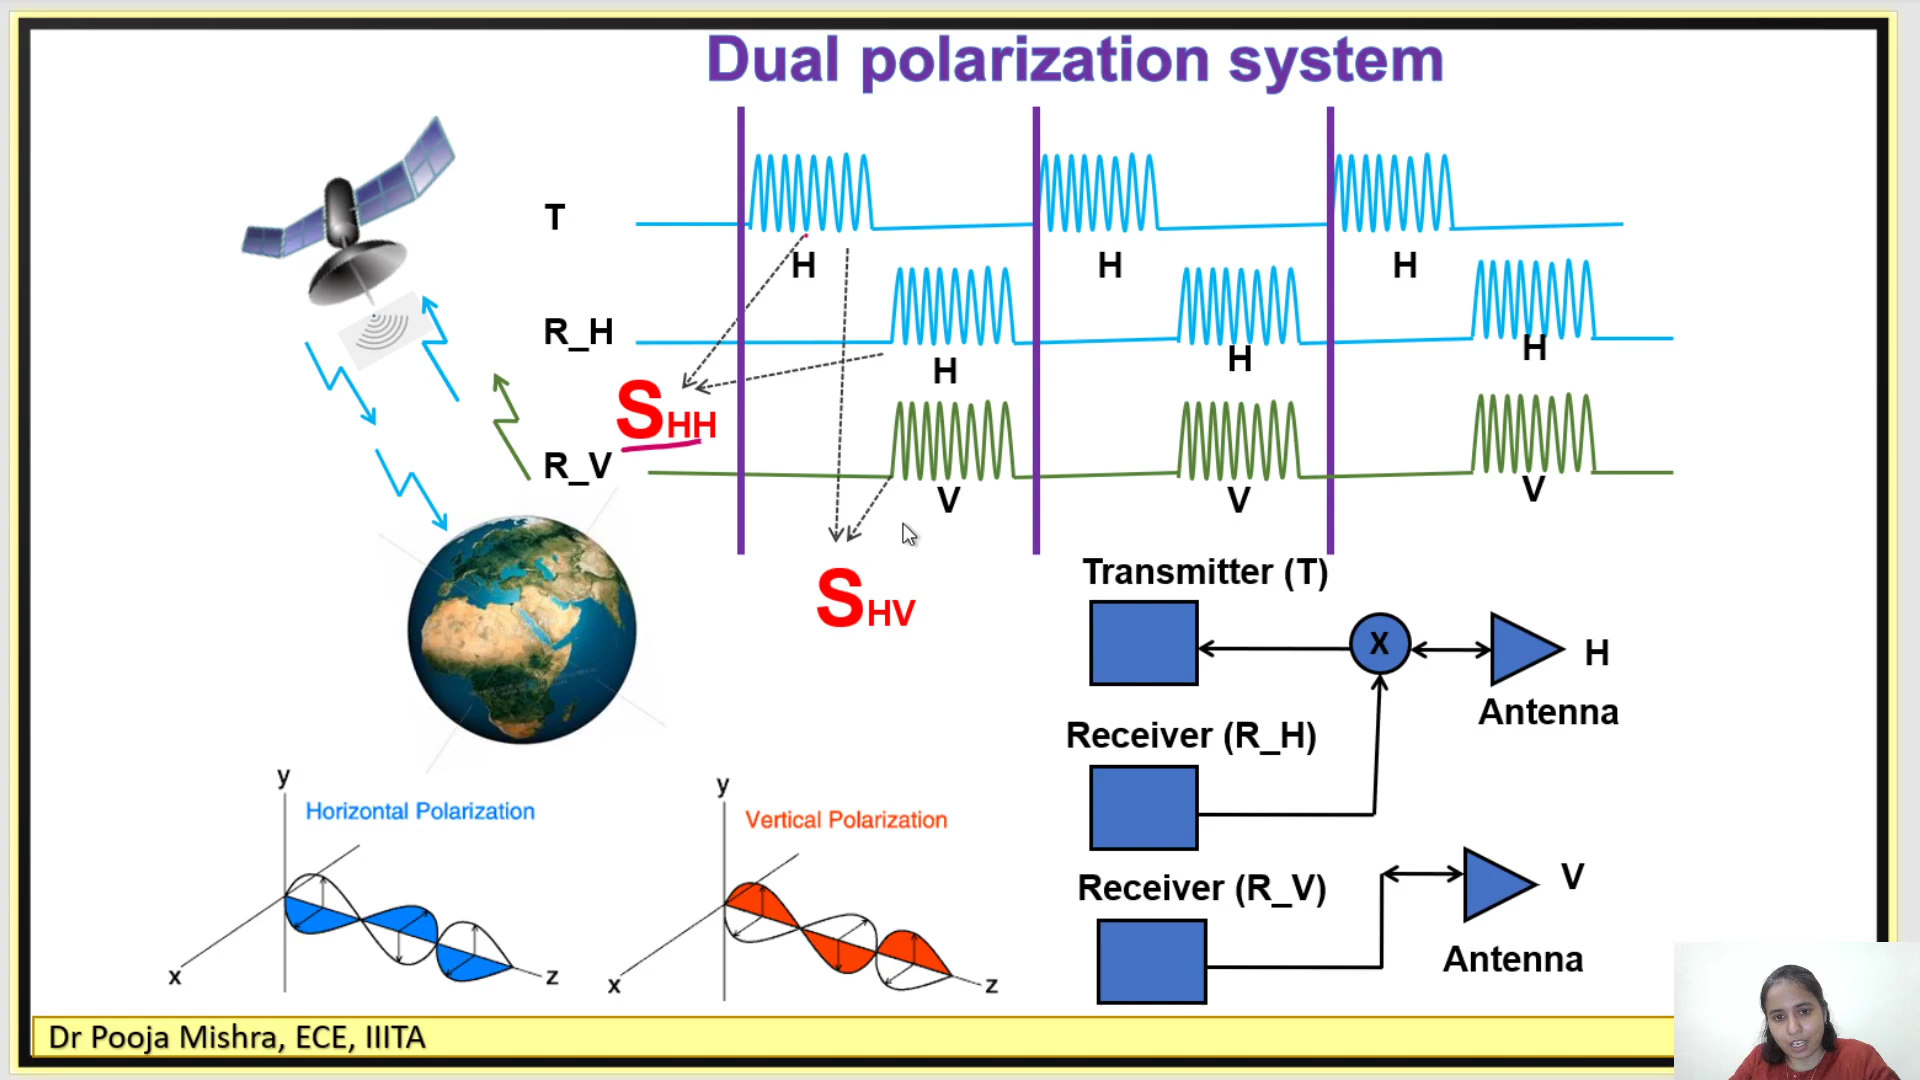 Dual polarization system
T
H
H
H
R_H
H
H
H
SHH
R_V
V
V
V
SHV
Transmitter (T)
X
H
Antenna
Receiver (R_H)
Receiver (R_V)
V
Antenna
y
Horizontal Polarization
x
z
y
Vertical Polarization
x
z
Dr Pooja Mishra, ECE, IIITA